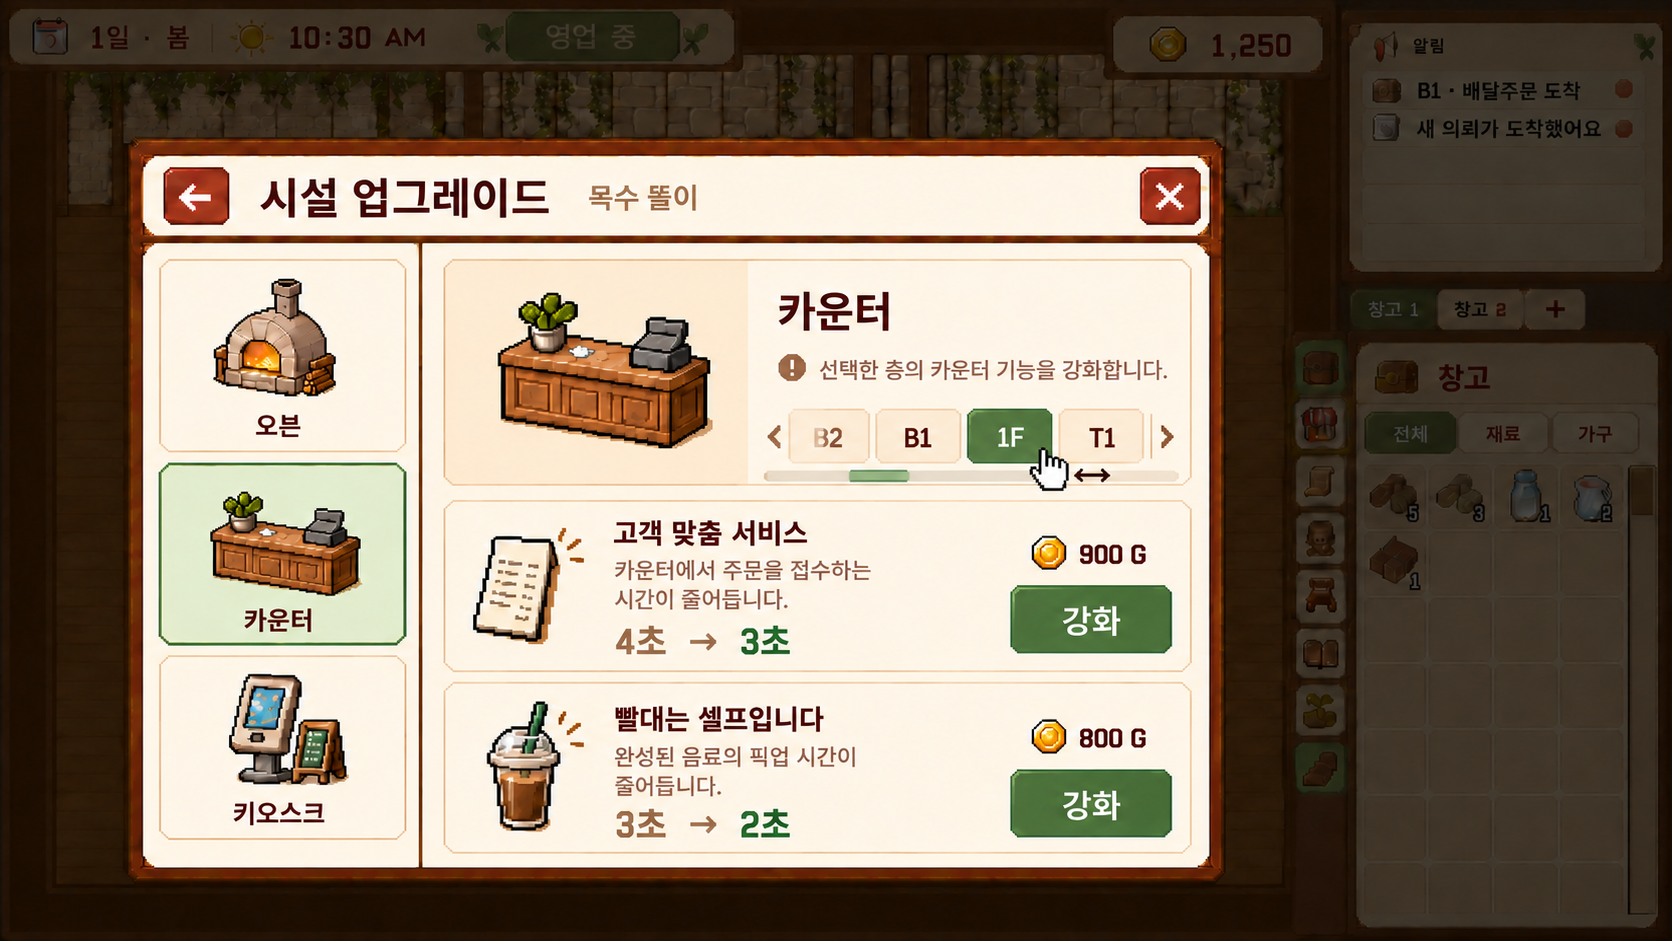 1일 · 봄
10:30 AM
영업 중
1,250
알림
B1 · 배달주문 도착
새 의뢰가 도착했어요
시설 업그레이드
목수 똘이
오븐
카운터
키오스크
카운터
선택한 층의 카운터 기능을 강화합니다.
B2
B1
1F
T1
고객 맞춤 서비스
카운터에서 주문을 접수하는
시간이 줄어듭니다.
4초 → 3초
900 G
강화
빨대는 셀프입니다
완성된 음료의 픽업 시간이
줄어듭니다.
3초 → 2초
800 G
강화
창고 1
창고 2
+
창고
전체
재료
가구
5
3
1
2
1